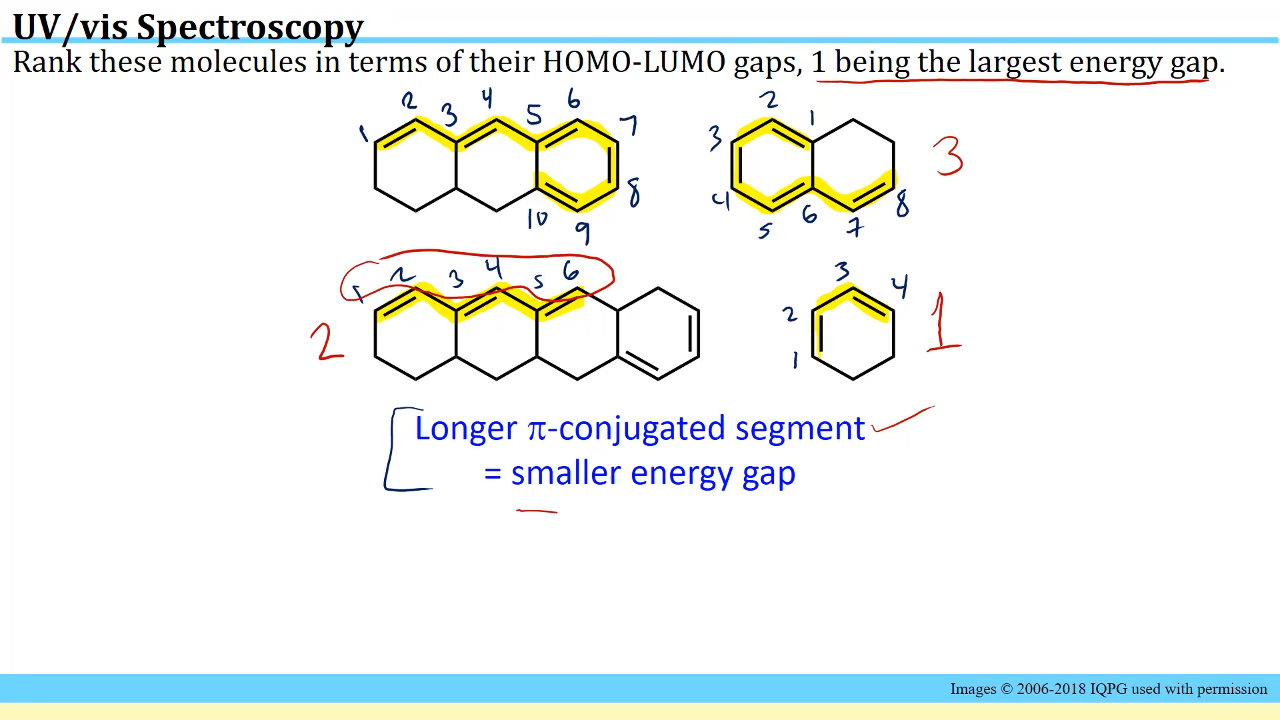 UV/vis Spectroscopy
Rank these molecules in terms of their HOMO-LUMO gaps, 1 being the largest energy gap.
1 2 3 4 5 6 7 8 9 10
1 2 3 4 5 6 7 8
3
1 2 3 4 5 6
2
1 2 3 4
1
Longer π-conjugated segment
= smaller energy gap
Images © 2006-2018 IQPG used with permission